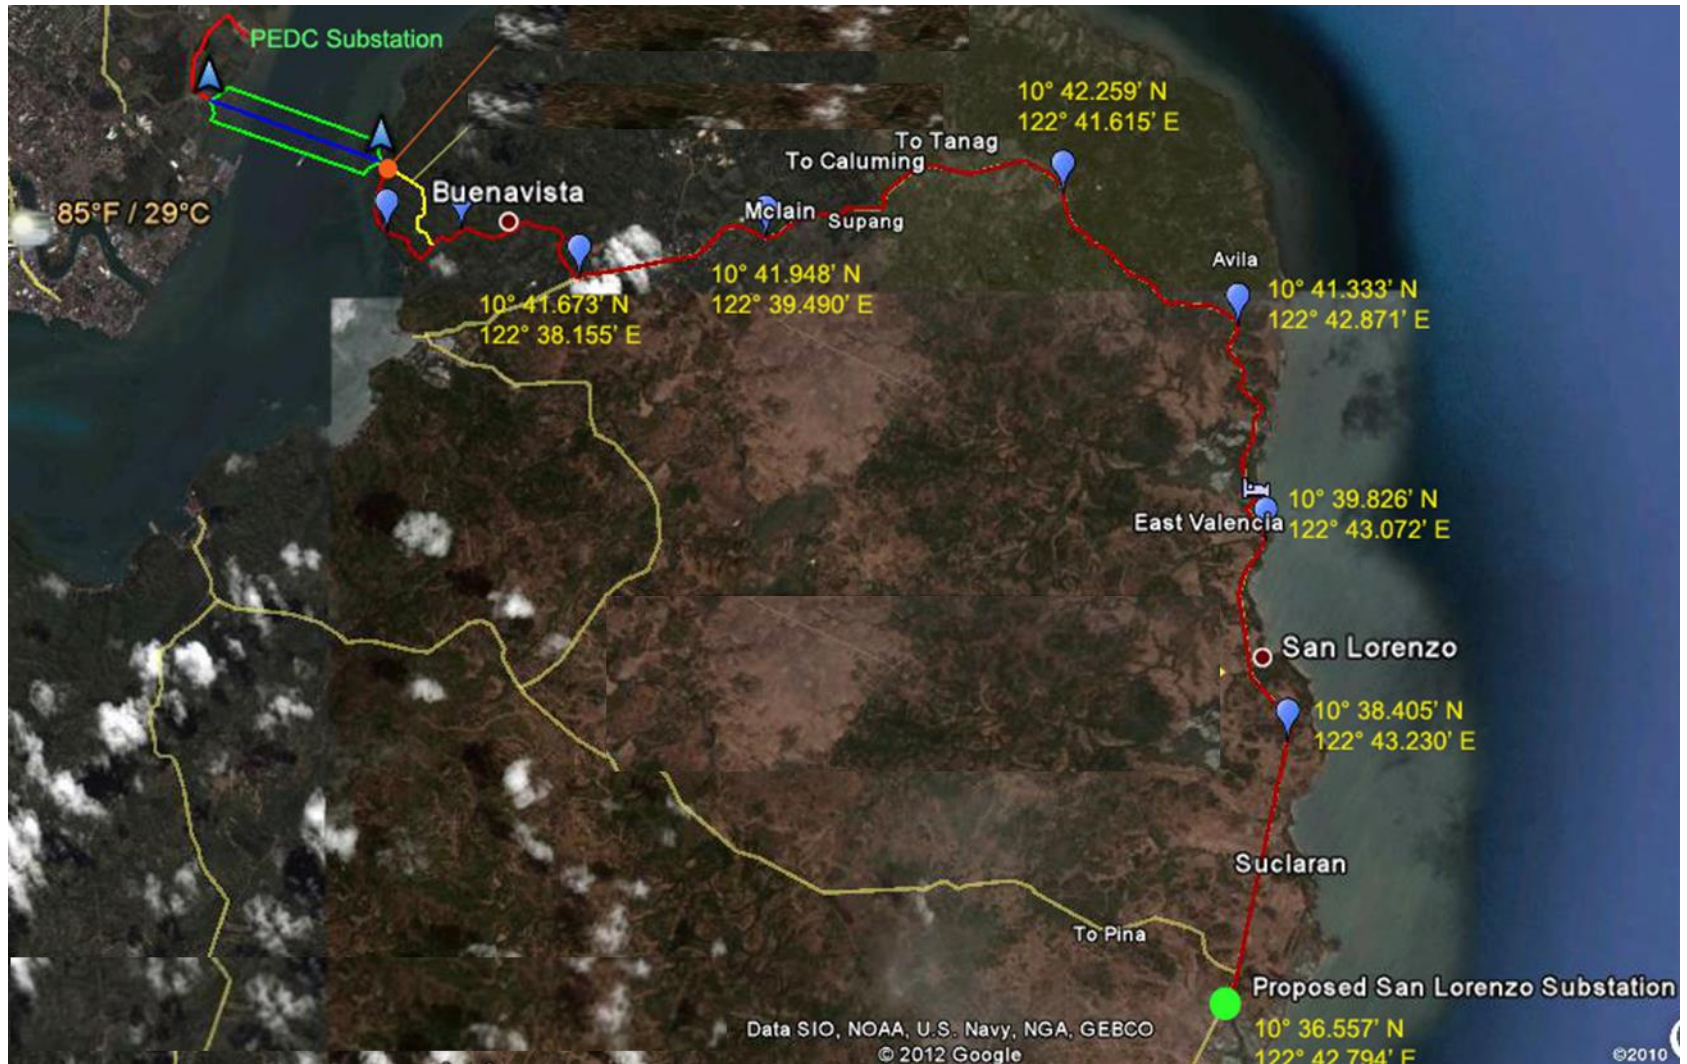 PEDC Substation
10° 42.259’ N
122° 41.615’ E
To Tanag
To Caluming
Buenavista
85°F / 29°C
Mclain
Supang
Avila
10° 41.948’ N
122° 39.490’ E
10° 41.333’ N
122° 42.871’ E
10° 41.673’ N
122° 38.155’ E
10° 39.826’ N
East Valencia
122° 43.072’ E
San Lorenzo
10° 38.405’ N
122° 43.230’ E
Suclaran
To Pina
Proposed San Lorenzo Substation
10° 36.557’ N
122° 42.794’ E
Data SIO, NOAA, U.S. Navy, NGA, GEBCO
© 2012 Google
©2010